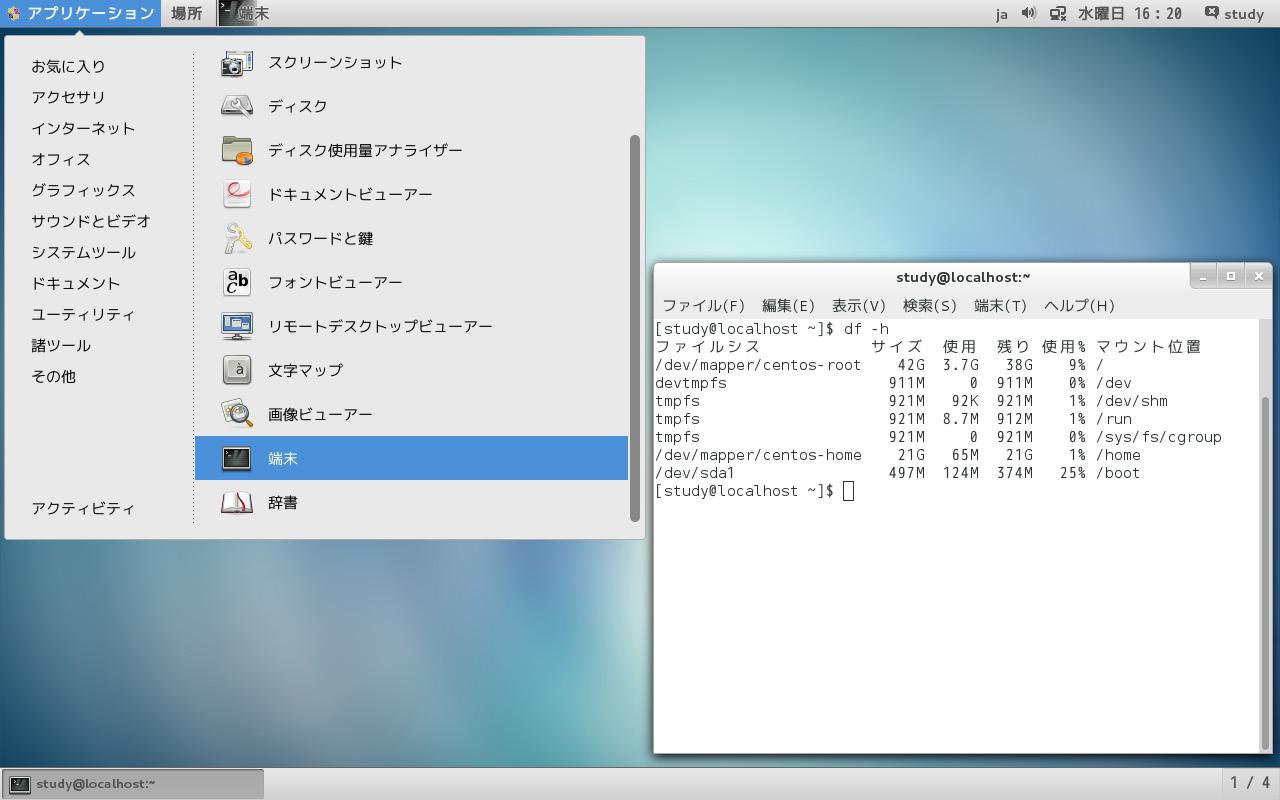 アプリケーション 場所 端末 ja 水曜日 16：20 study
お気に入り
アクセサリ
インターネット
オフィス
グラフィックス
サウンドとビデオ
システムツール
ドキュメント
ユーティリティ
諸ツール
その他
アクティビティ
スクリーンショット
ディスク
ディスク使用量アナライザー
ドキュメントビューアー
パスワードと鍵
フォントビューアー
リモートデスクトップビューアー
文字マップ
画像ビューアー
端末
辞書
study@localhost:~
ファイル(F) 編集(E) 表示(V) 検索(S) 端末(T) ヘルプ(H)
[study@localhost ~]$ df -h
ファイルシス サイズ 使用 残り 使用% マウント位置
/dev/mapper/centos-root 42G 3.7G 38G 9% /
devtmpfs 911M 0 911M 0% /dev
tmpfs 921M 92K 921M 1% /dev/shm
tmpfs 921M 8.7M 912M 1% /run
tmpfs 921M 0 921M 0% /sys/fs/cgroup
/dev/mapper/centos-home 21G 65M 21G 1% /home
/dev/sda1 497M 124M 374M 25% /boot
[study@localhost ~]$
study@localhost:~ 1 / 4